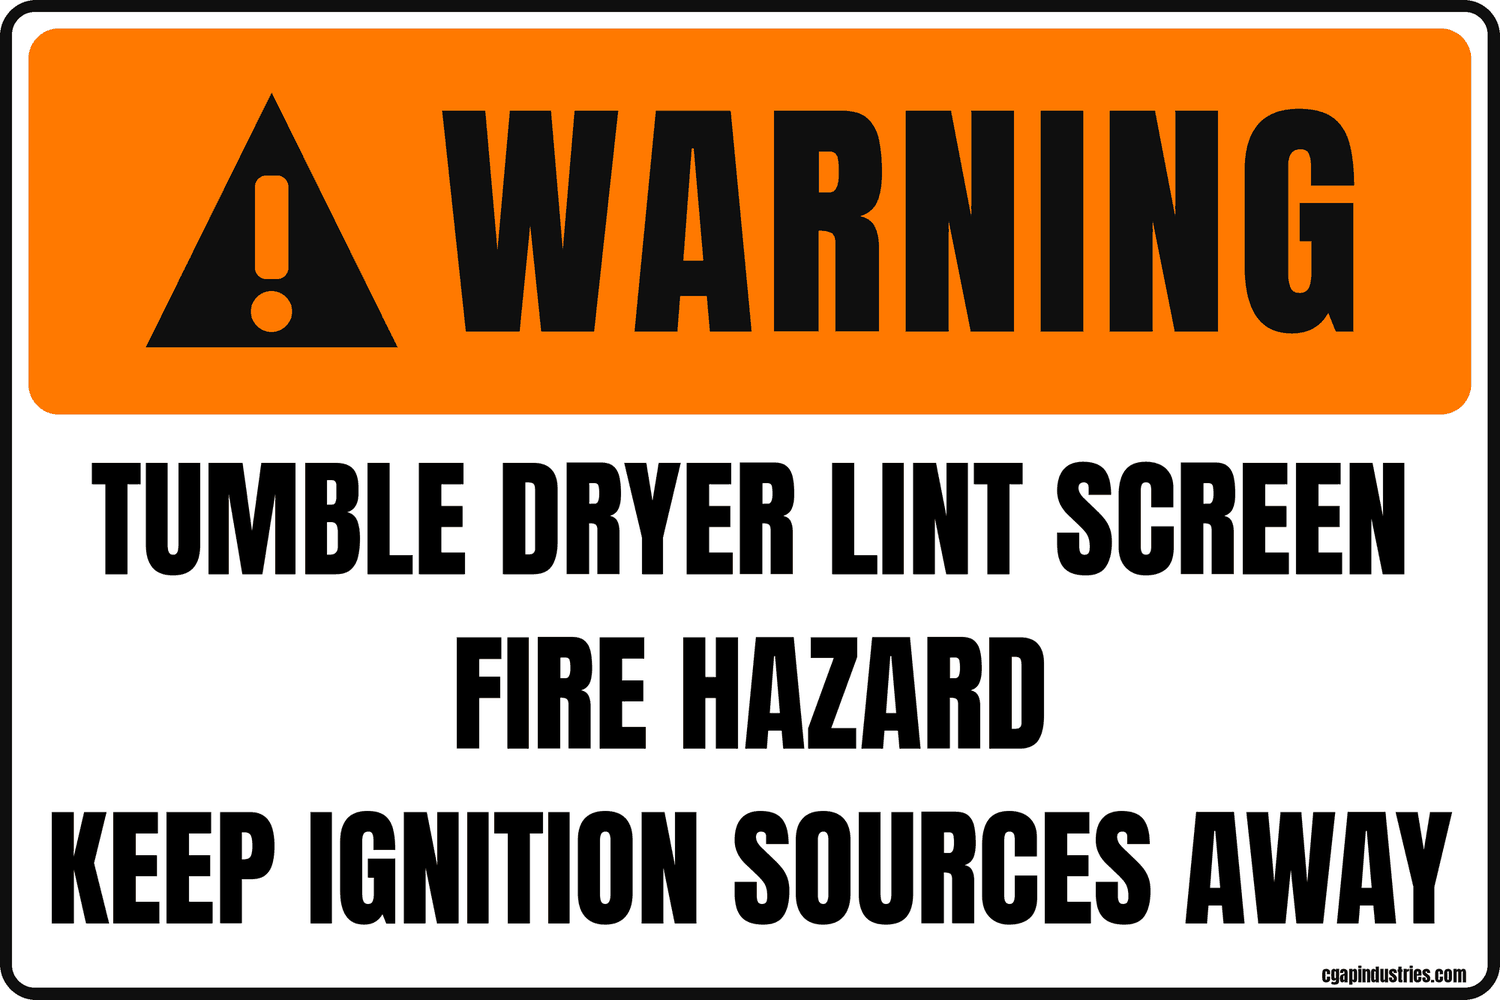 WARNING
TUMBLE DRYER LINT SCREEN
FIRE HAZARD
KEEP IGNITION SOURCES AWAY
cgapindustries.com